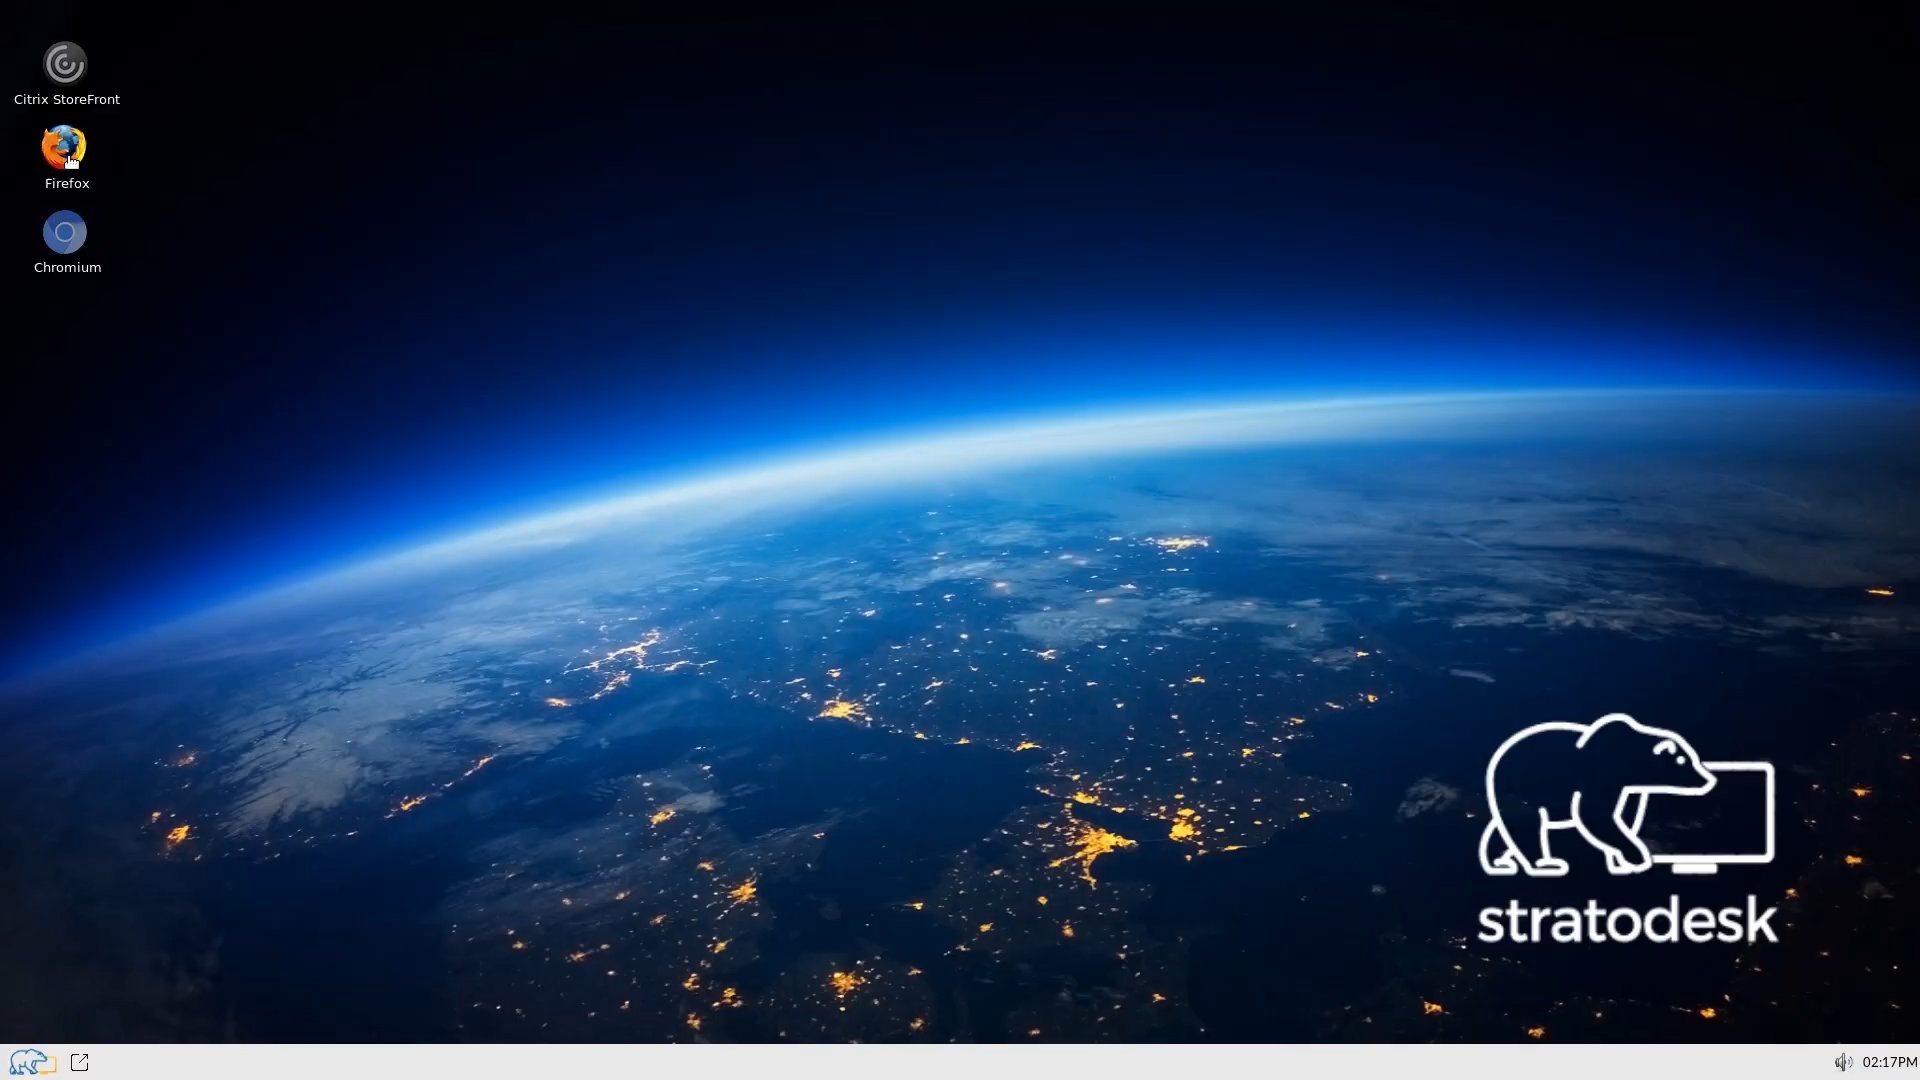 Citrix StoreFront
Firefox
Chromium
stratodesk
02:17PM